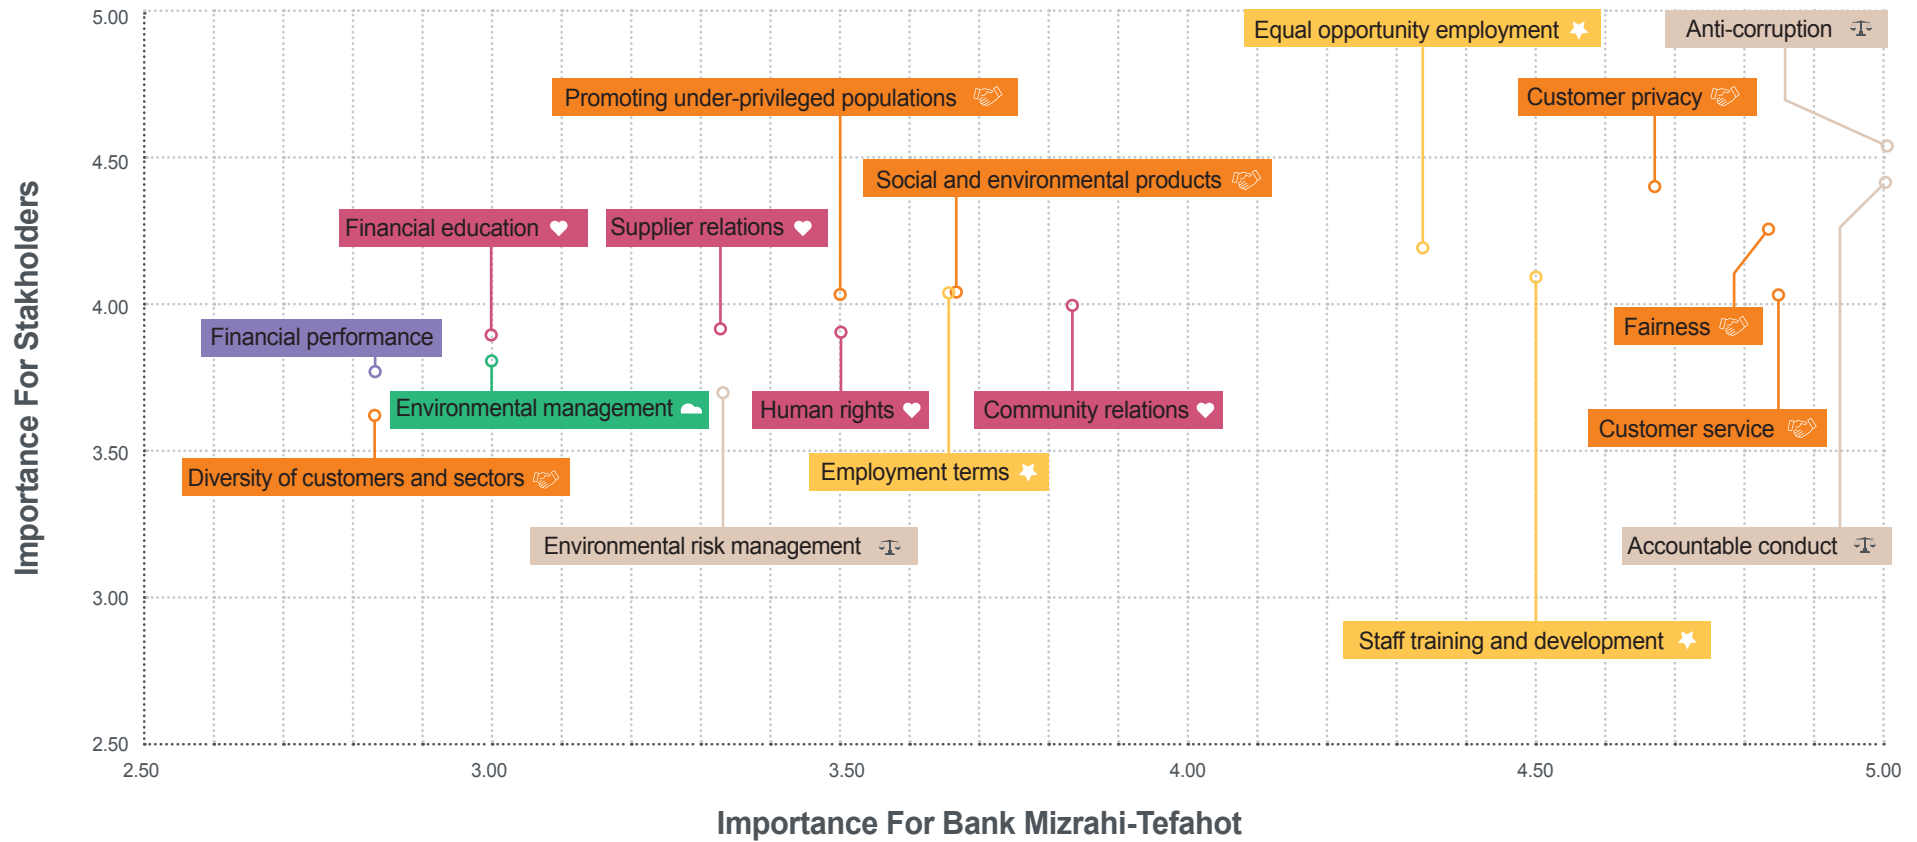 5.00
Equal opportunity employment
Anti-corruption
Promoting under-privileged populations
Customer privacy
4.50
Social and environmental products
Financial education
Supplier relations
4.00
Financial performance
Fairness
Environmental management
Human rights
Community relations
Customer service
3.50
Diversity of customers and sectors
Employment terms
Environmental risk management
Accountable conduct
3.00
Staff training and development
2.50
2.50 3.00 3.50 4.00 4.50 5.00
Importance For Stakholders
Importance For Bank Mizrahi-Tefahot